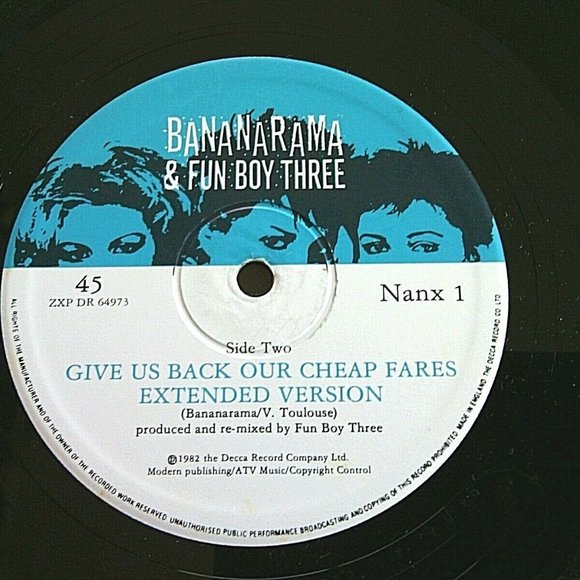 BANANARAMA
& FUN BOY THREE
45
ZXP DR 64973
Nanx 1
Side Two
GIVE US BACK OUR CHEAP FARES
EXTENDED VERSION
(Bananarama/V. Toulouse)
produced and re-mixed by Fun Boy Three
℗©1982 the Decca Record Company Ltd.
Modern publishing/ATV Music/Copyright Control
ALL RIGHTS OF THE MANUFACTURER AND OF THE OWNER OF THE RECORDED WORK RESERVED UNAUTHORISED PUBLIC PERFORMANCE BROADCASTING AND COPYING OF THIS RECORD PROHIBITED MADE IN ENGLAND THE DECCA RECORD CO LTD